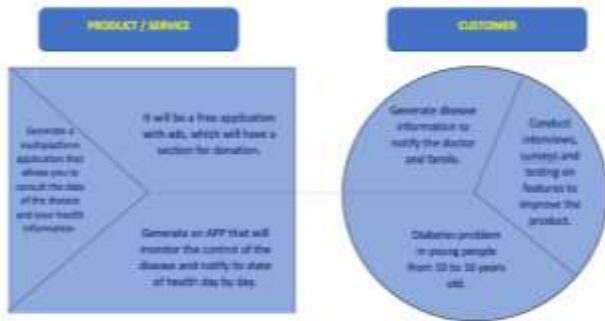 PRODUCT / SERVICE
CUSTOMER
Generate a
multiplatform
application that
allows you to
consult the state
of the disease
and your health
information.
It will be a free application
with ads, which will have a
section for donation.
Generate an APP that will
monitor the control of the
disease and notify to state
of health day by day.
Generate disease
information to
notify the doctor
and family.
Conduct
interviews,
surveys and
testing on
features to
improve the
product.
Diabetes problem
in young people
from to years
old.